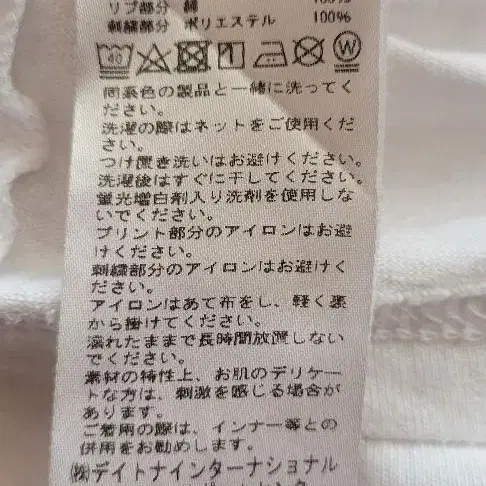 リブ部分 綿 100%
刺繍部分 ポリエステル 100%
40 W
同系色の製品と一緒に洗ってく
ださい。
洗濯の際はネットをご使用くだ
さい。
つけ置き洗いはお避けください。
洗濯後はすぐに干してください。
蛍光増白剤入り洗剤を使用しな
いでください。
プリント部分のアイロンはお避
けください。
刺繍部分のアイロンはお避けく
ださい。
アイロンはあて布をし、軽く裏
から掛けてください。
濡れたままで長時間放置しない
でください。
素材の特性上、お肌のデリケー
トな方は、刺激を感じる場合が
あります。
ご着用の際は、インナー等との
併用をお勧めします。
㈱デイトナインターナショナル